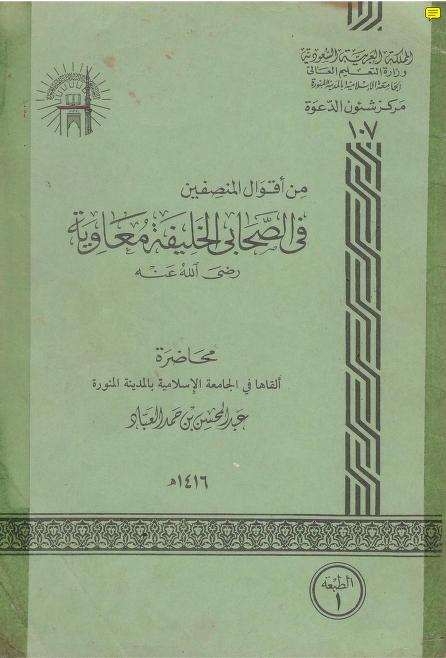 المملكة العربية السعودية
وزارة التعليم العالي
الجامعة الإسلامية بالمدينة المنورة
مركز شئون الدعوة
١٠٧
من أقوال المنصفين
في الصحابي الخليفة معاوية
رضي الله عنه
محاضرة
ألقاها في الجامعة الإسلامية بالمدينة المنورة
عبد المحسن بن حمد العباد
١٤١٦هـ
الطبعة
١